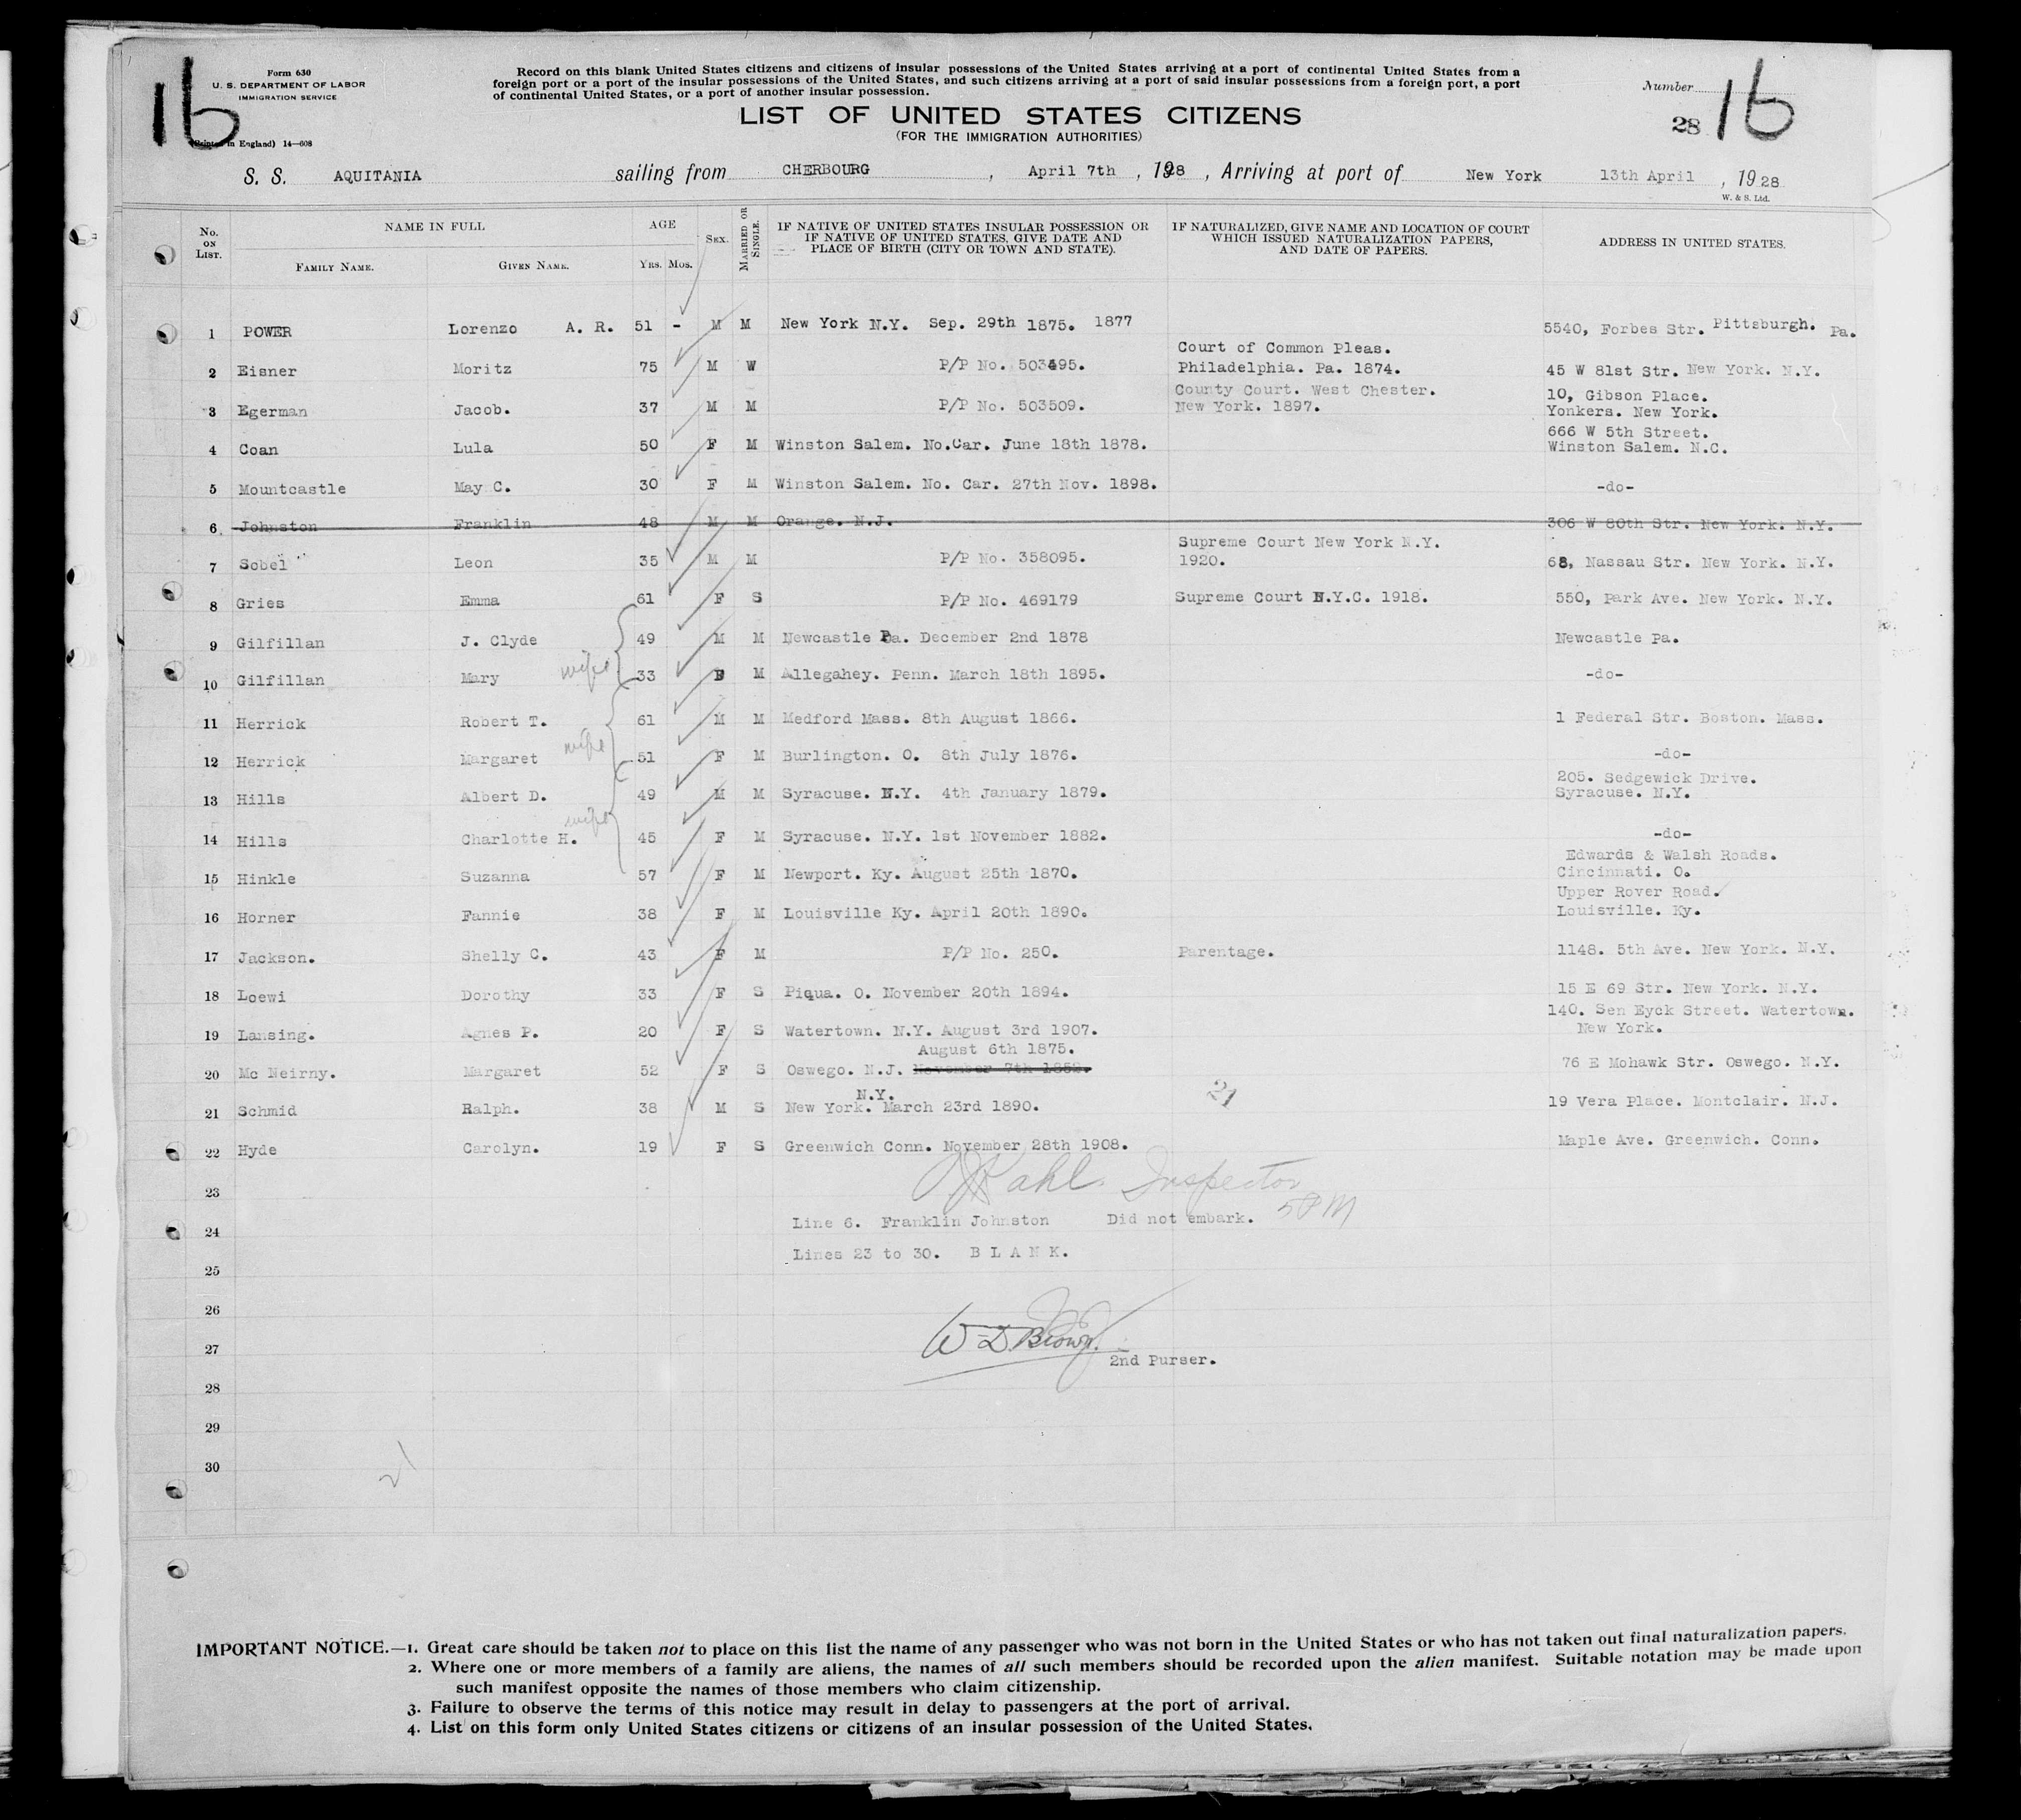 16
Form 630
U. S. DEPARTMENT OF LABOR
IMMIGRATION SERVICE
(Printed in England) 14—608
Record on this blank United States citizens and citizens of insular possessions of the United States arriving at a port of continental United States from a
foreign port or a port of the insular possessions of the United States, and such citizens arriving at a port of said insular possessions from a foreign port, a port
of continental United States, or a port of another insular possession.
LIST OF UNITED STATES CITIZENS
(FOR THE IMMIGRATION AUTHORITIES)
Number
28 16
S. S. AQUITANIA sailing from CHERBOURG , April 7th , 1928 , Arriving at port of New York 13th April , 1928
W. & S. Ltd.
No. ON LIST. NAME IN FULL AGE SEX. MARRIED OR SINGLE. IF NATIVE OF UNITED STATES INSULAR POSSESSION OR IF NATIVE OF UNITED STATES, GIVE DATE AND PLACE OF BIRTH (CITY OR TOWN AND STATE). IF NATURALIZED, GIVE NAME AND LOCATION OF COURT WHICH ISSUED NATURALIZATION PAPERS, AND DATE OF PAPERS. ADDRESS IN UNITED STATES.
FAMILY NAME. GIVEN NAME. YRS. MOS.
1 POWER Lorenzo A. R. 51 - M M New York N.Y. Sep. 29th 1875. 1877 5540, Forbes Str. Pittsburgh. Pa.
2 Eisner Moritz 75 M W P/P No. 503495. Court of Common Pleas. Philadelphia. Pa. 1874. 45 W 81st Str. New York. N.Y.
3 Egerman Jacob. 37 M M P/P No. 503509. County Court. West Chester. New York. 1897. 10, Gibson Place. Yonkers. New York.
4 Coan Lula 50 F M Winston Salem. No.Car. June 18th 1878. 666 W 5th Street. Winston Salem. N.C.
5 Mountcastle May C. 30 F M Winston Salem. No. Car. 27th Nov. 1898. -do-
6 Johnston Franklin 48 M M Orange. N.J. 306 W 80th Str. New York. N.Y.
7 Sobel Leon 35 M M P/P No. 358095. Supreme Court New York N.Y. 1920. 68, Nassau Str. New York. N.Y.
8 Gries Emma 61 F S P/P No. 469179 Supreme Court N.Y.C. 1918. 550, Park Ave. New York. N.Y.
9 Gilfillan J. Clyde 49 M M Newcastle Pa. December 2nd 1878 Newcastle Pa.
10 Gilfillan Mary wife 33 F M Allegahey. Penn. March 18th 1895. -do-
11 Herrick Robert T. 61 M M Medford Mass. 8th August 1866. 1 Federal Str. Boston. Mass.
12 Herrick Margaret wife 51 F M Burlington. O. 8th July 1876. -do-
13 Hills Albert D. 49 M M Syracuse. N.Y. 4th January 1879. 205. Sedgewick Drive. Syracuse. N.Y.
14 Hills Charlotte H. wife 45 F M Syracuse. N.Y. 1st November 1882. -do-
15 Hinkle Suzanna 57 F M Newport. Ky. August 25th 1870. Edwards & Walsh Roads. Cincinnati. O.
16 Horner Fannie 38 F M Louisville Ky. April 20th 1890. Upper Rover Road. Louisville. Ky.
17 Jackson. Shelly C. 43 F M P/P No. 250. Parentage. 1148. 5th Ave. New York. N.Y.
18 Loewi Dorothy 33 F S Piqua. O. November 20th 1894. 15 E 69 Str. New York. N.Y.
19 Lansing. Agnes P. 20 F S Watertown. N.Y. August 3rd 1907. 140. Sen Eyck Street. Watertown. New York.
August 6th 1875.
20 Mc Neirny. Margaret 52 F S Oswego. N.J. November 7th 1852. 76 E Mohawk Str. Oswego. N.Y.
N.Y. 21
21 Schmid Ralph. 38 M S New York. March 23rd 1890. 19 Vera Place. Montclair. N.J.
22 Hyde Carolyn. 19 F S Greenwich Conn. November 28th 1908. Maple Ave. Greenwich. Conn.
23 Kahl. Inspector
24 Line 6. Franklin Johnston Did not embark. 5 PM
Lines 23 to 30. B L A N K.
25
26
27 W D Brown.
2nd Purser.
28
29
30
21
IMPORTANT NOTICE.—1. Great care should be taken not to place on this list the name of any passenger who was not born in the United States or who has not taken out final naturalization papers.
2. Where one or more members of a family are aliens, the names of all such members should be recorded upon the alien manifest. Suitable notation may be made upon
such manifest opposite the names of those members who claim citizenship.
3. Failure to observe the terms of this notice may result in delay to passengers at the port of arrival.
4. List on this form only United States citizens or citizens of an insular possession of the United States.